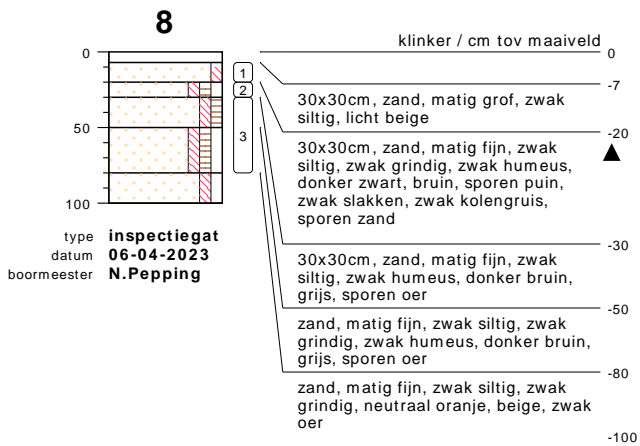 8
klinker / cm tov maaiveld
0
0
-7
1
30x30cm, zand, matig grof, zwak
siltig, licht beige
2
-20
30x30cm, zand, matig fijn, zwak
siltig, zwak grindig, zwak humeus,
donker zwart, bruin, sporen puin,
zwak slakken, zwak kolengruis,
sporen zand
50
3
-30
30x30cm, zand, matig fijn, zwak
siltig, zwak humeus, donker bruin,
grijs, sporen oer
100
-50
type inspectiegat
datum 06-04-2023
boormeester N.Pepping
zand, matig fijn, zwak siltig, zwak
grindig, zwak humeus, donker bruin,
grijs, sporen oer
-80
zand, matig fijn, zwak siltig, zwak
grindig, neutraal oranje, beige, zwak
oer
-100